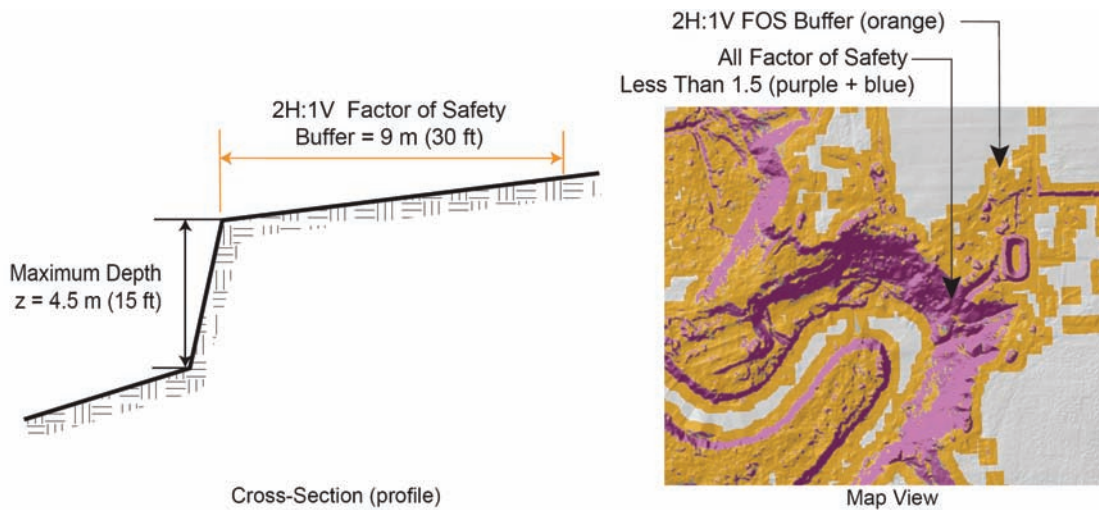 2H:1V FOS Buffer (orange)
All Factor of Safety
Less Than 1.5 (purple + blue)
2H:1V Factor of Safety
Buffer = 9 m (30 ft)
Maximum Depth
z = 4.5 m (15 ft)
Cross-Section (profile)
Map View